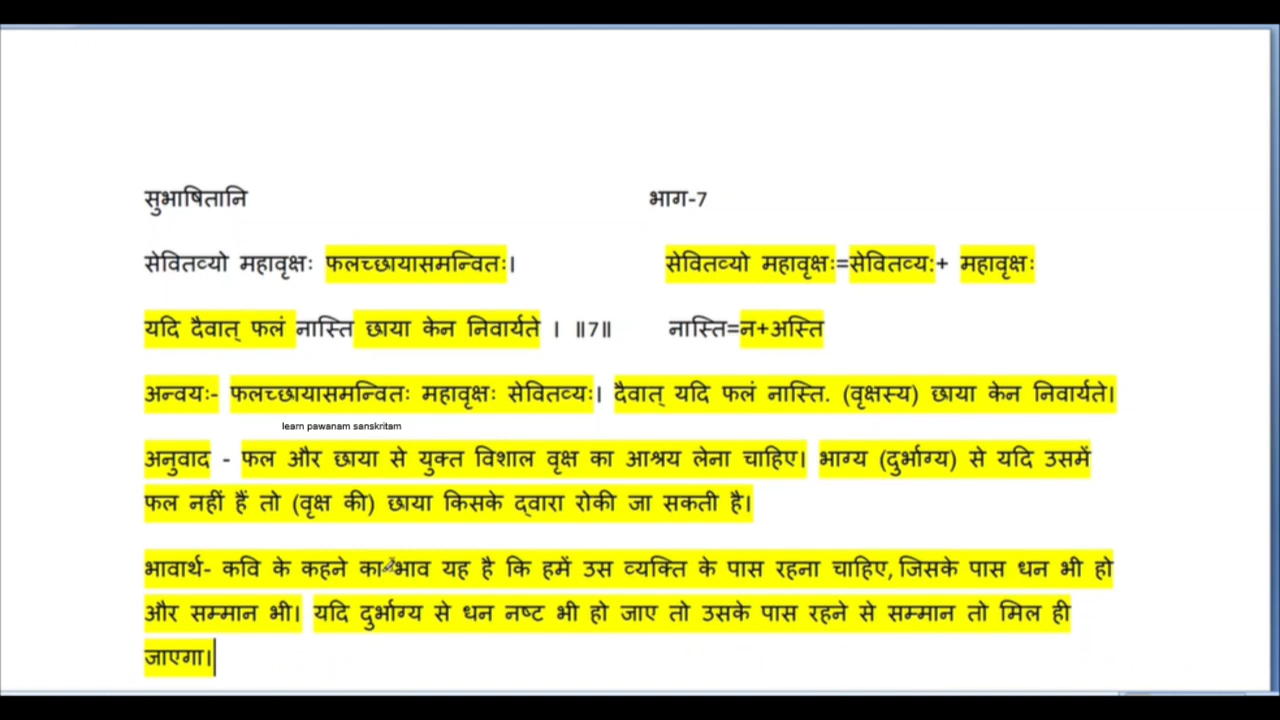 सुभाषितानि भाग-7
सेवितव्यो महावृक्षः फलच्छायासमन्वितः। सेवितव्यो महावृक्षः=सेवितव्य:+ महावृक्षः
यदि दैवात् फलं नास्ति छाया केन निवार्यते । ॥7॥ नास्ति=न+अस्ति
अन्वयः- फलच्छायासमन्वितः महावृक्षः सेवितव्यः। दैवात् यदि फलं नास्ति. (वृक्षस्य) छाया केन निवार्यते।
learn pawanam sanskritam
अनुवाद - फल और छाया से युक्त विशाल वृक्ष का आश्रय लेना चाहिए। भाग्य (दुर्भाग्य) से यदि उसमें
फल नहीं हैं तो (वृक्ष की) छाया किसके द्वारा रोकी जा सकती है।
भावार्थ- कवि के कहने का भाव यह है कि हमें उस व्यक्ति के पास रहना चाहिए, जिसके पास धन भी हो
और सम्मान भी। यदि दुर्भाग्य से धन नष्ट भी हो जाए तो उसके पास रहने से सम्मान तो मिल ही
जाएगा।